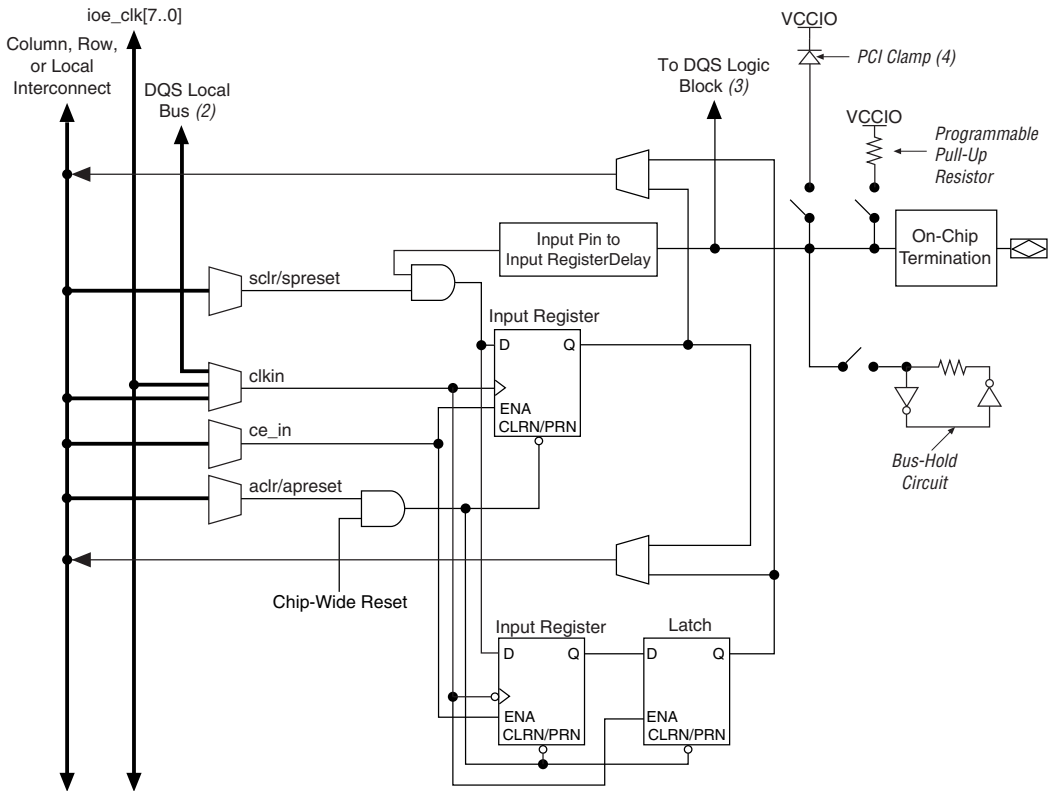 ioe_clk[7..0]
Column, Row,
or Local
Interconnect
DQS Local
Bus (2)
To DQS Logic
Block (3)
VCCIO
PCI Clamp (4)
VCCIO
Programmable
Pull-Up
Resistor
Input Pin to
Input RegisterDelay
On-Chip
Termination
sclr/spreset
Input Register
D
Q
clkin
ENA
CLRN/PRN
ce_in
aclr/apreset
Bus-Hold
Circuit
Chip-Wide Reset
Input Register
D
Q
ENA
CLRN/PRN
Latch
D
Q
ENA
CLRN/PRN